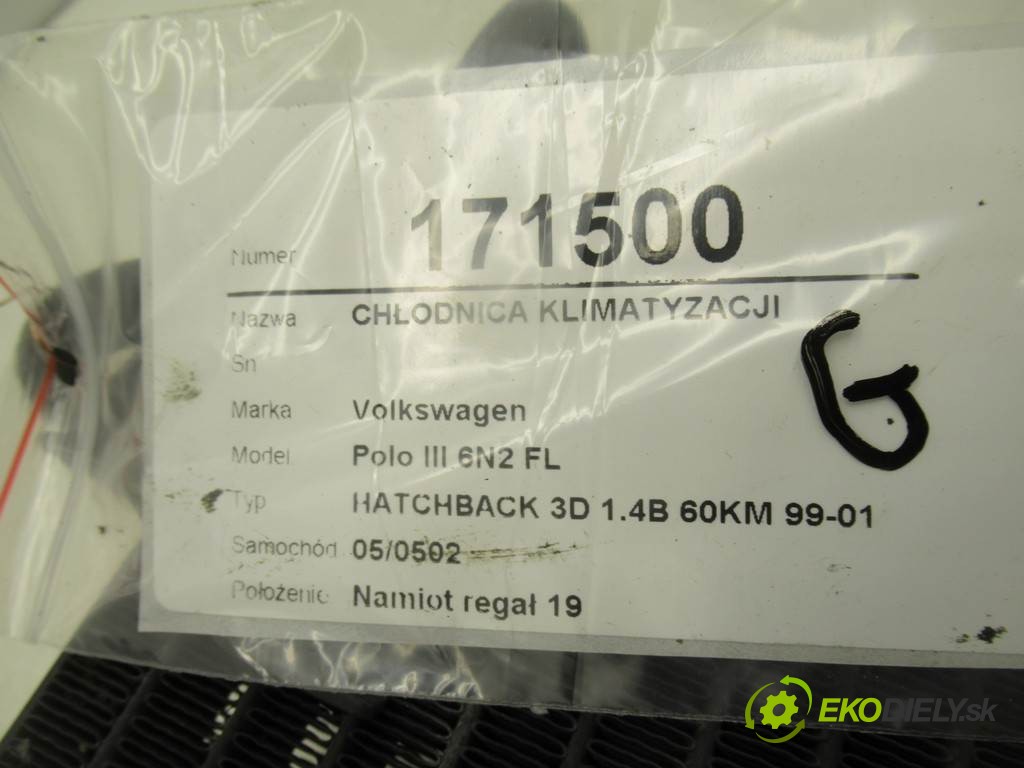 Numer 171500
Nazwa CHŁODNICA KLIMATYZACJI
Sn
Marka Volkswagen
Model Polo III 6N2 FL
Typ HATCHBACK 3D 1.4B 60KM 99-01
Samochód 05/0502
Położenie Namiot regał 19
G
EKODIELY.sk